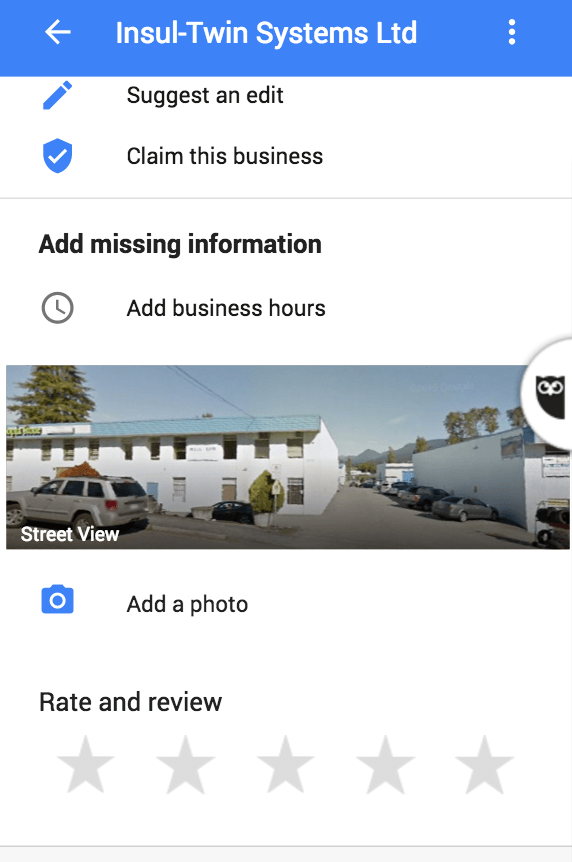 Insul-Twin Systems Ltd
Suggest an edit
Claim this business
Add missing information
Add business hours
Street View
Add a photo
Rate and review